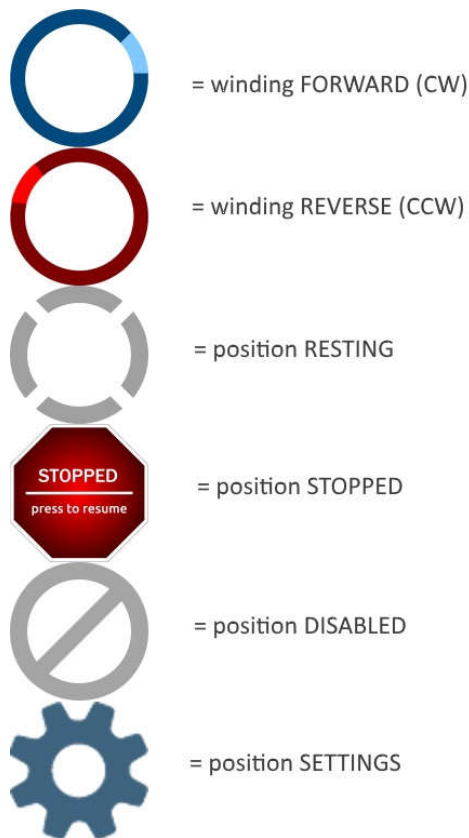 = winding FORWARD (CW)
= winding REVERSE (CCW)
= position RESTING
STOPPED
press to resume
= position STOPPED
= position DISABLED
= position SETTINGS